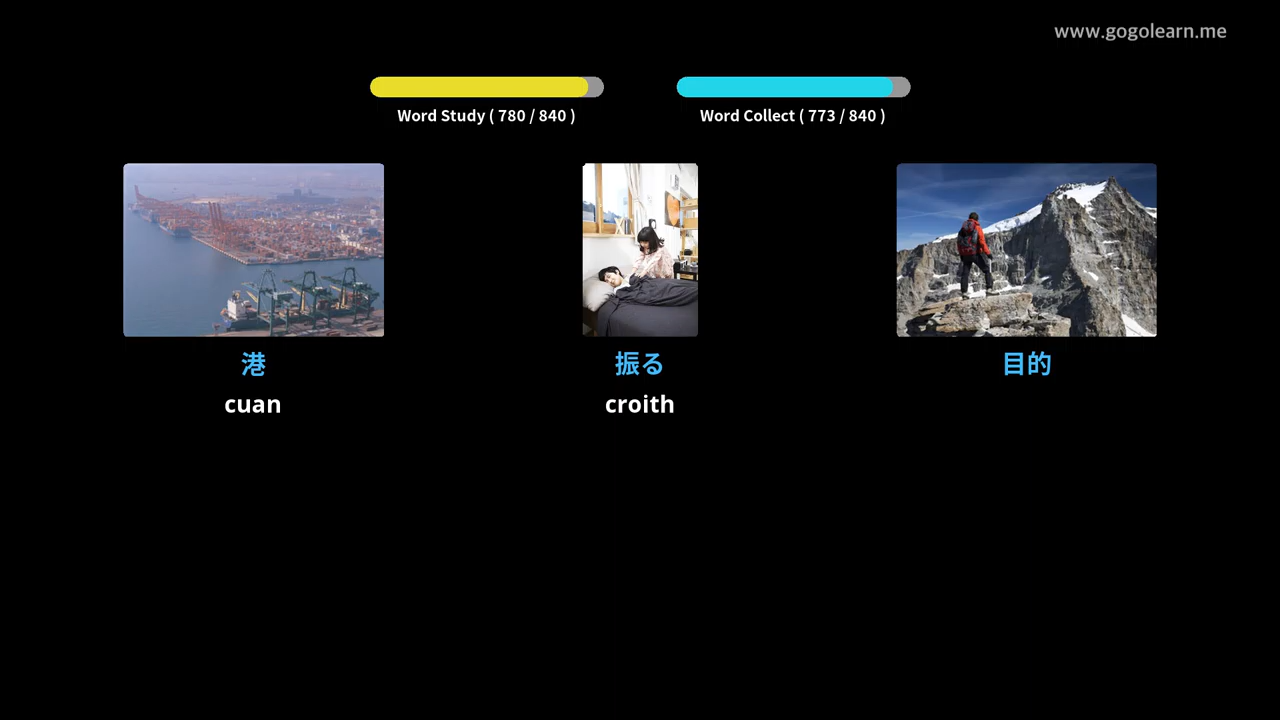 www.gogolearn.me
Word Study ( 780 / 840 )
Word Collect ( 773 / 840 )
港
振る
目的
cuan
croith